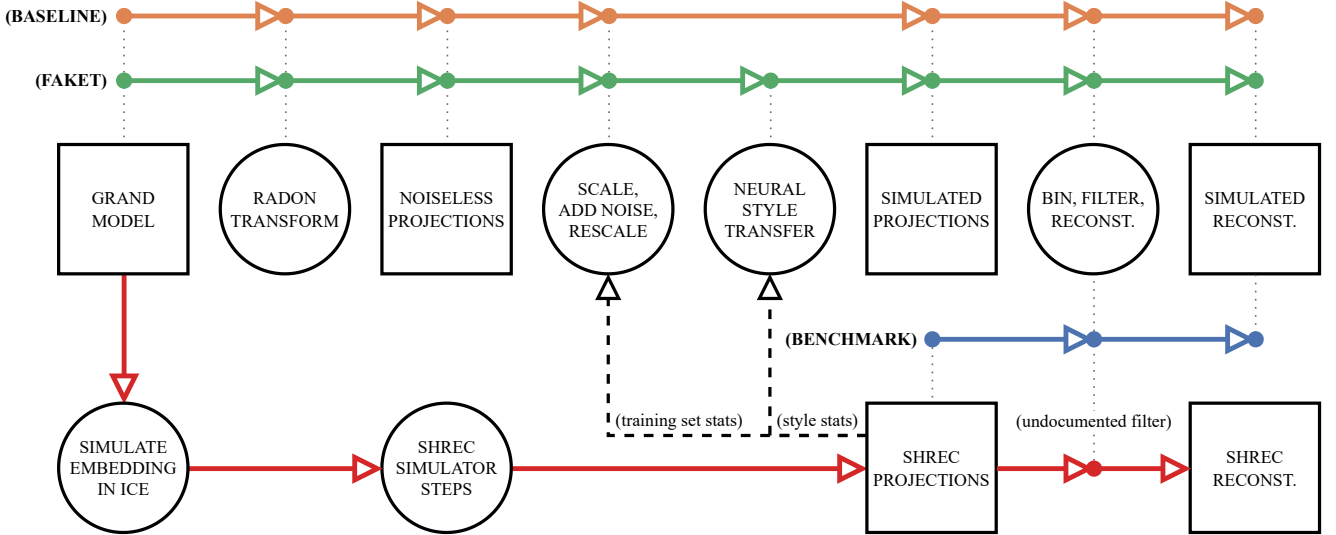 (BASELINE)
(FAKET)
GRAND
MODEL
RADON
TRANSFORM
NOISELESS
PROJECTIONS
SCALE,
ADD NOISE,
RESCALE
NEURAL
STYLE
TRANSFER
SIMULATED
PROJECTIONS
BIN, FILTER,
RECONST.
SIMULATED
RECONST.
(BENCHMARK)
(training set stats)
(style stats)
(undocumented filter)
SIMULATE
EMBEDDING
IN ICE
SHREC
SIMULATOR
STEPS
SHREC
PROJECTIONS
SHREC
RECONST.